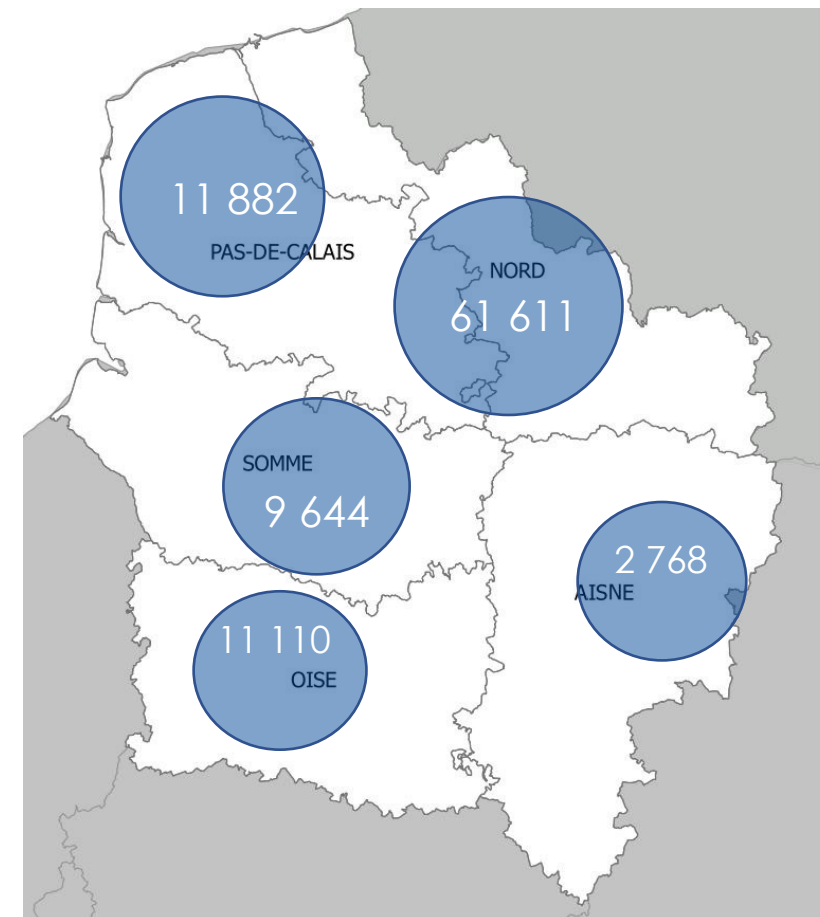 11 882
PAS-DE-CALAIS
NORD
61 611
SOMME
9 644
2 768
AISNE
11 110
OISE